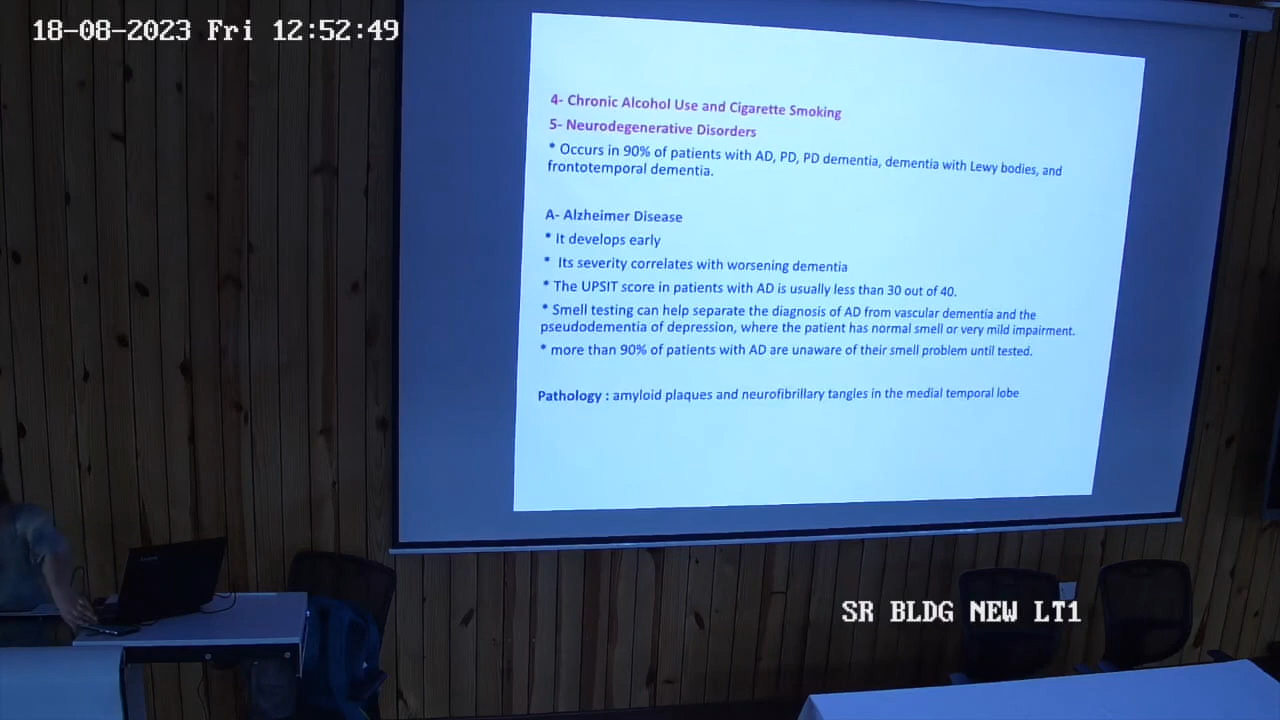 18-08-2023 Fri 12:52:49
4- Chronic Alcohol Use and Cigarette Smoking
5- Neurodegenerative Disorders
* Occurs in 90% of patients with AD, PD, PD dementia, dementia with Lewy bodies, and
frontotemporal dementia.
A- Alzheimer Disease
* It develops early
* Its severity correlates with worsening dementia
* The UPSIT score in patients with AD is usually less than 30 out of 40.
* Smell testing can help separate the diagnosis of AD from vascular dementia and the
pseudodementia of depression, where the patient has normal smell or very mild impairment.
* more than 90% of patients with AD are unaware of their smell problem until tested.
Pathology : amyloid plaques and neurofibrillary tangles in the medial temporal lobe
SR BLDG NEW LT1